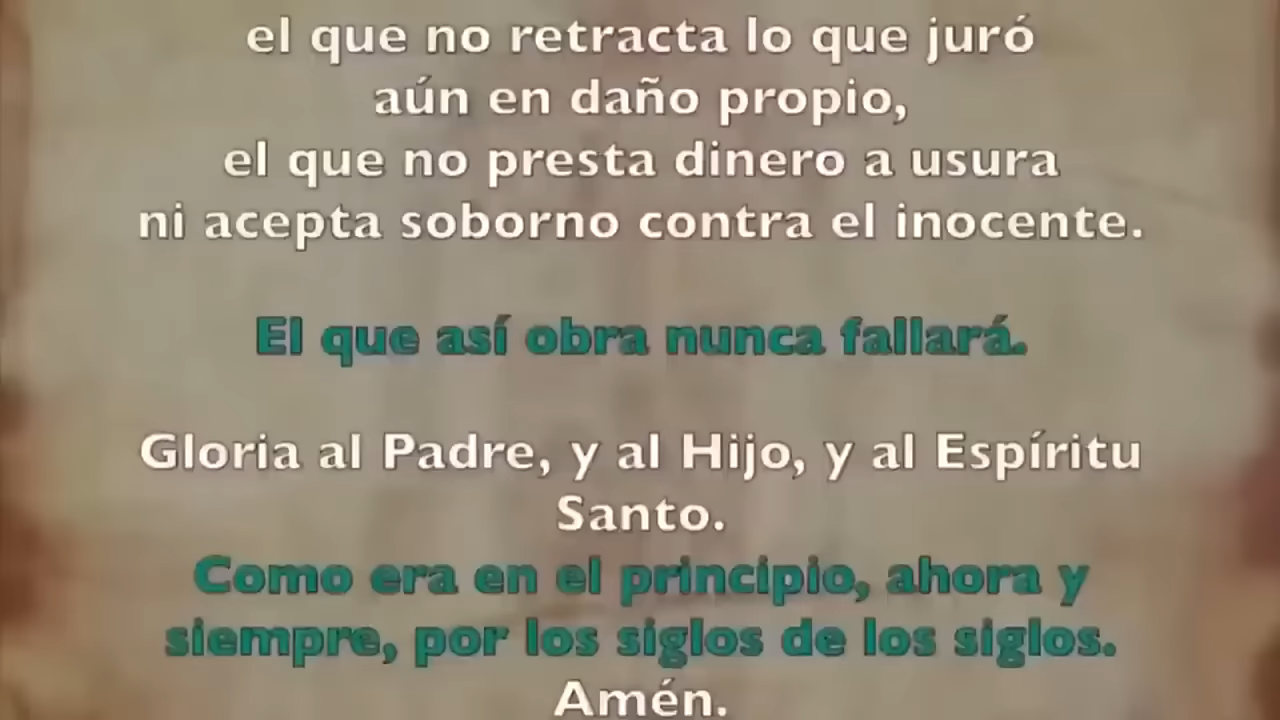 el que no retracta lo que juró
aún en daño propio,
el que no presta dinero a usura
ni acepta soborno contra el inocente.
El que así obra nunca fallará.
Gloria al Padre, y al Hijo, y al Espíritu
Santo.
Como era en el principio, ahora y
siempre, por los siglos de los siglos.
Amén.